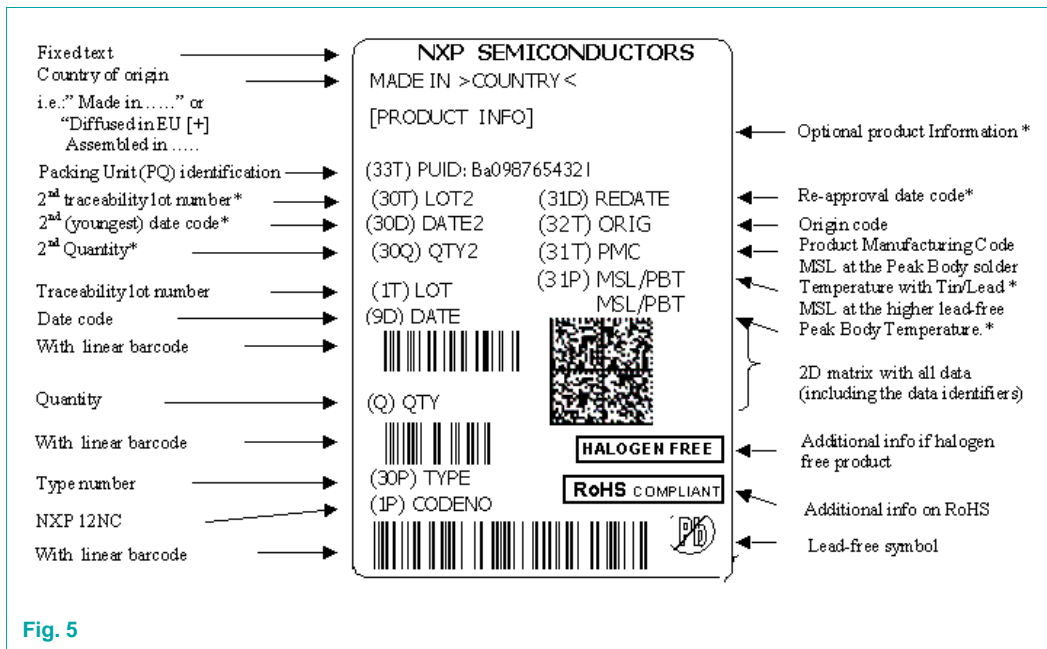 Fixed text
Country of origin
i.e.:” Made in .....” or
“Diffused in EU [+]
Assembled in .....
Packing Unit (PQ) identification
2nd traceability lot number*
2nd (youngest) date code*
2nd Quantity*
Traceability lot number
Date code
With linear barcode
Quantity
With linear barcode
Type number
NXP 12NC
With linear barcode
NXP SEMICONDUCTORS
MADE IN >COUNTRY<
[PRODUCT INFO]
(33T) PUID: Ba0987654321
(30T) LOT2 (31D) REDATE
(30D) DATE2 (32T) ORIG
(30Q) QTY2 (31T) PMC
(31P) MSL/PBT
(1T) LOT MSL/PBT
(9D) DATE
(Q) QTY
HALOGEN FREE
(30P) TYPE
RoHS COMPLIANT
(1P) CODENO
Pb
Optional product Information *
Re-approval date code*
Origin code
Product Manufacturing Code
MSL at the Peak Body solder
Temperature with Tin/Lead *
MSL at the higher lead-free
Peak Body Temperature.*
2D matrix with all data
(including the data identifiers)
Additional info if halogen
free product
Additional info on RoHS
Lead-free symbol
Fig. 5